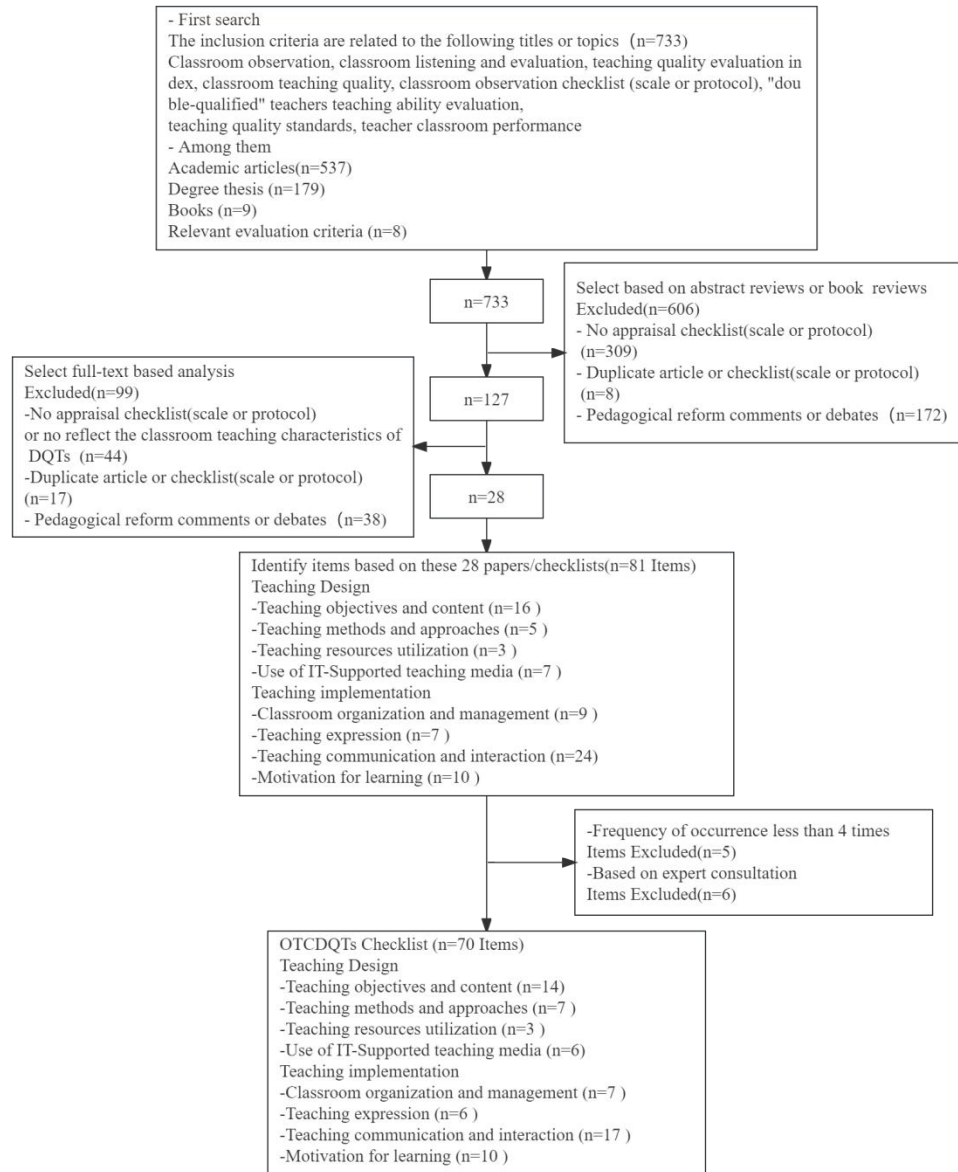 - First search
The inclusion criteria are related to the following titles or topics（n=733)
Classroom observation, classroom listening and evaluation, teaching quality evaluation in
dex, classroom teaching quality, classroom observation checklist (scale or protocol), "dou
ble-qualified" teachers teaching ability evaluation,
teaching quality standards, teacher classroom performance
- Among them
Academic articles(n=537)
Degree thesis (n=179)
Books (n=9)
Relevant evaluation criteria (n=8)
n=733
Select based on abstract reviews or book reviews
Excluded(n=606)
- No appraisal checklist(scale or protocol)
(n=309)
- Duplicate article or checklist(scale or protocol)
(n=8)
- Pedagogical reform comments or debates（n=172)
n=127
Select full-text based analysis
Excluded(n=99)
-No appraisal checklist(scale or protocol)
or no reflect the classroom teaching characteristics of
DQTs (n=44)
-Duplicate article or checklist(scale or protocol)
(n=17)
- Pedagogical reform comments or debates（n=38)
n=28
Identify items based on these 28 papers/checklists(n=81 Items)
Teaching Design
-Teaching objectives and content (n=16 )
-Teaching methods and approaches (n=5 )
-Teaching resources utilization (n=3 )
-Use of IT-Supported teaching media (n=7 )
Teaching implementation
-Classroom organization and management (n=9 )
-Teaching expression (n=7 )
-Teaching communication and interaction (n=24)
-Motivation for learning (n=10 )
-Frequency of occurrence less than 4 times
Items Excluded(n=5)
-Based on expert consultation
Items Excluded(n=6)
OTCDQTs Checklist (n=70 Items)
Teaching Design
-Teaching objectives and content (n=14)
-Teaching methods and approaches (n=7 )
-Teaching resources utilization (n=3 )
-Use of IT-Supported teaching media (n=6)
Teaching implementation
-Classroom organization and management (n=7 )
-Teaching expression (n=6 )
-Teaching communication and interaction (n=17 )
-Motivation for learning (n=10 )